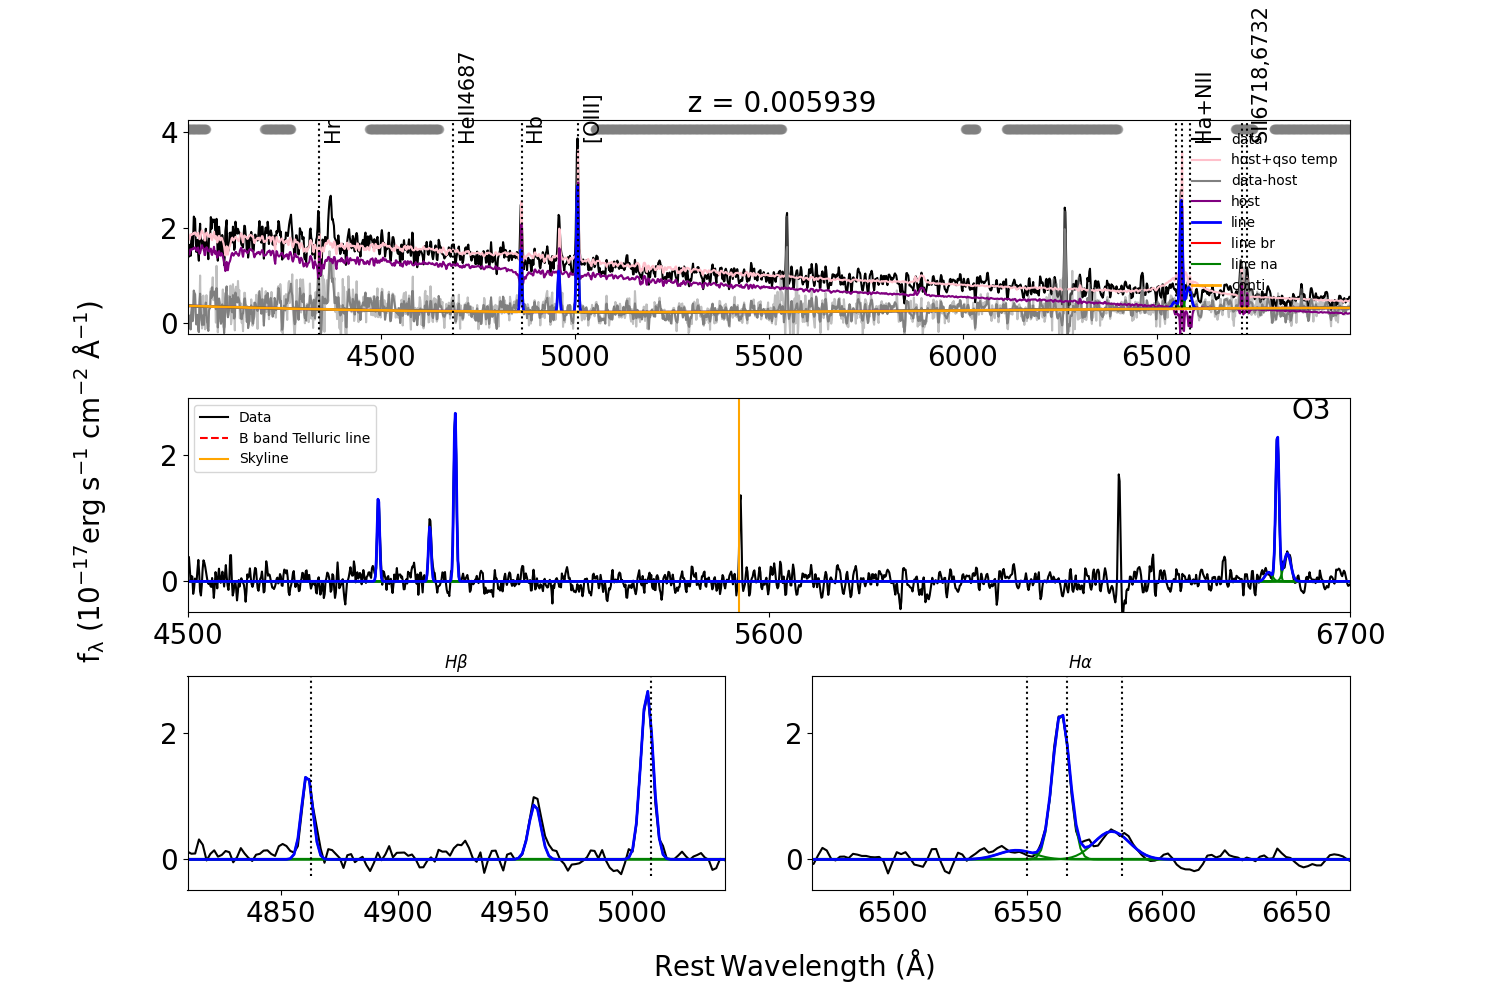 z = 0.005939
Hr
HeII4687
Hb
[OIII]
Ha+NII
SII6718,6732
data
host+qso temp
data-host
host
line
line br
line na
conti
4
2
0
4500
5000
5500
6000
6500
fλ (10⁻¹⁷erg s⁻¹ cm⁻² Å⁻¹)
O3
Data
B band Telluric line
Skyline
2
0
4500
5600
6700
Hβ
2
0
4850
4900
4950
5000
Hα
2
0
6500
6550
6600
6650
Rest Wavelength (Å)